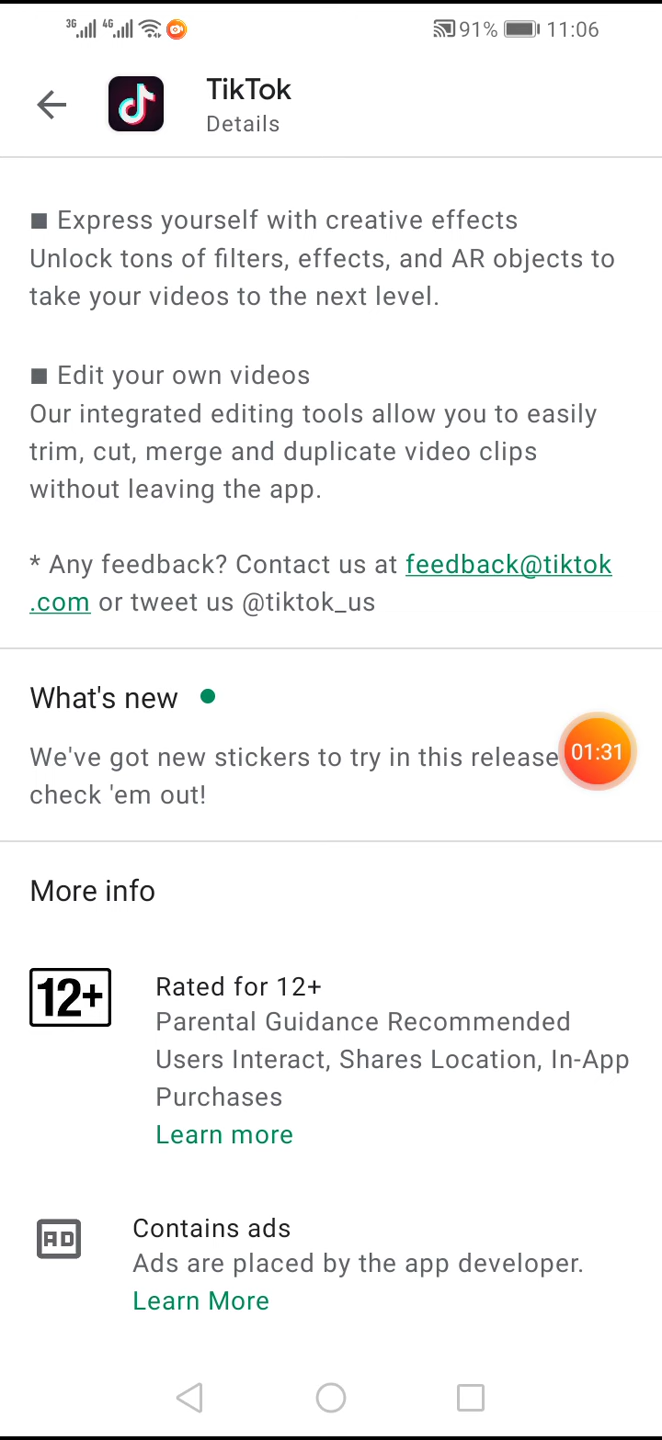 3G 4G 91% 11:06
TikTok
Details
■ Express yourself with creative effects
Unlock tons of filters, effects, and AR objects to
take your videos to the next level.
■ Edit your own videos
Our integrated editing tools allow you to easily
trim, cut, merge and duplicate video clips
without leaving the app.
* Any feedback? Contact us at feedback@tiktok
.com or tweet us @tiktok_us
What's new
We've got new stickers to try in this release
01:31
check 'em out!
More info
12+
Rated for 12+
Parental Guidance Recommended
Users Interact, Shares Location, In-App
Purchases
Learn more
AD
Contains ads
Ads are placed by the app developer.
Learn More